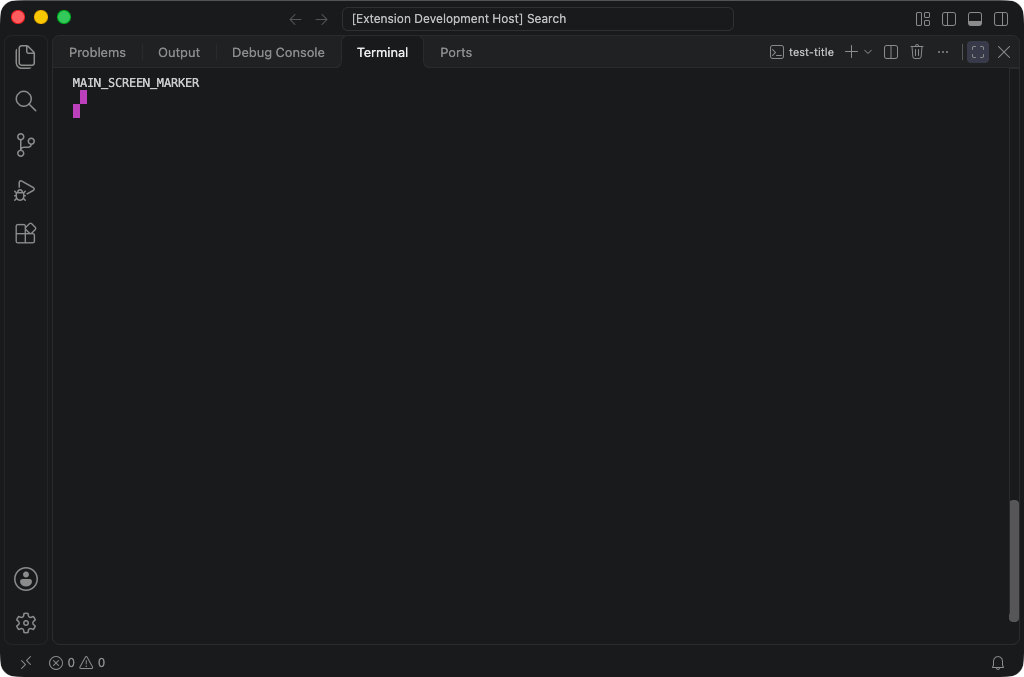 [Extension Development Host] Search
Problems Output Debug Console Terminal Ports test-title
MAIN_SCREEN_MARKER
0 0